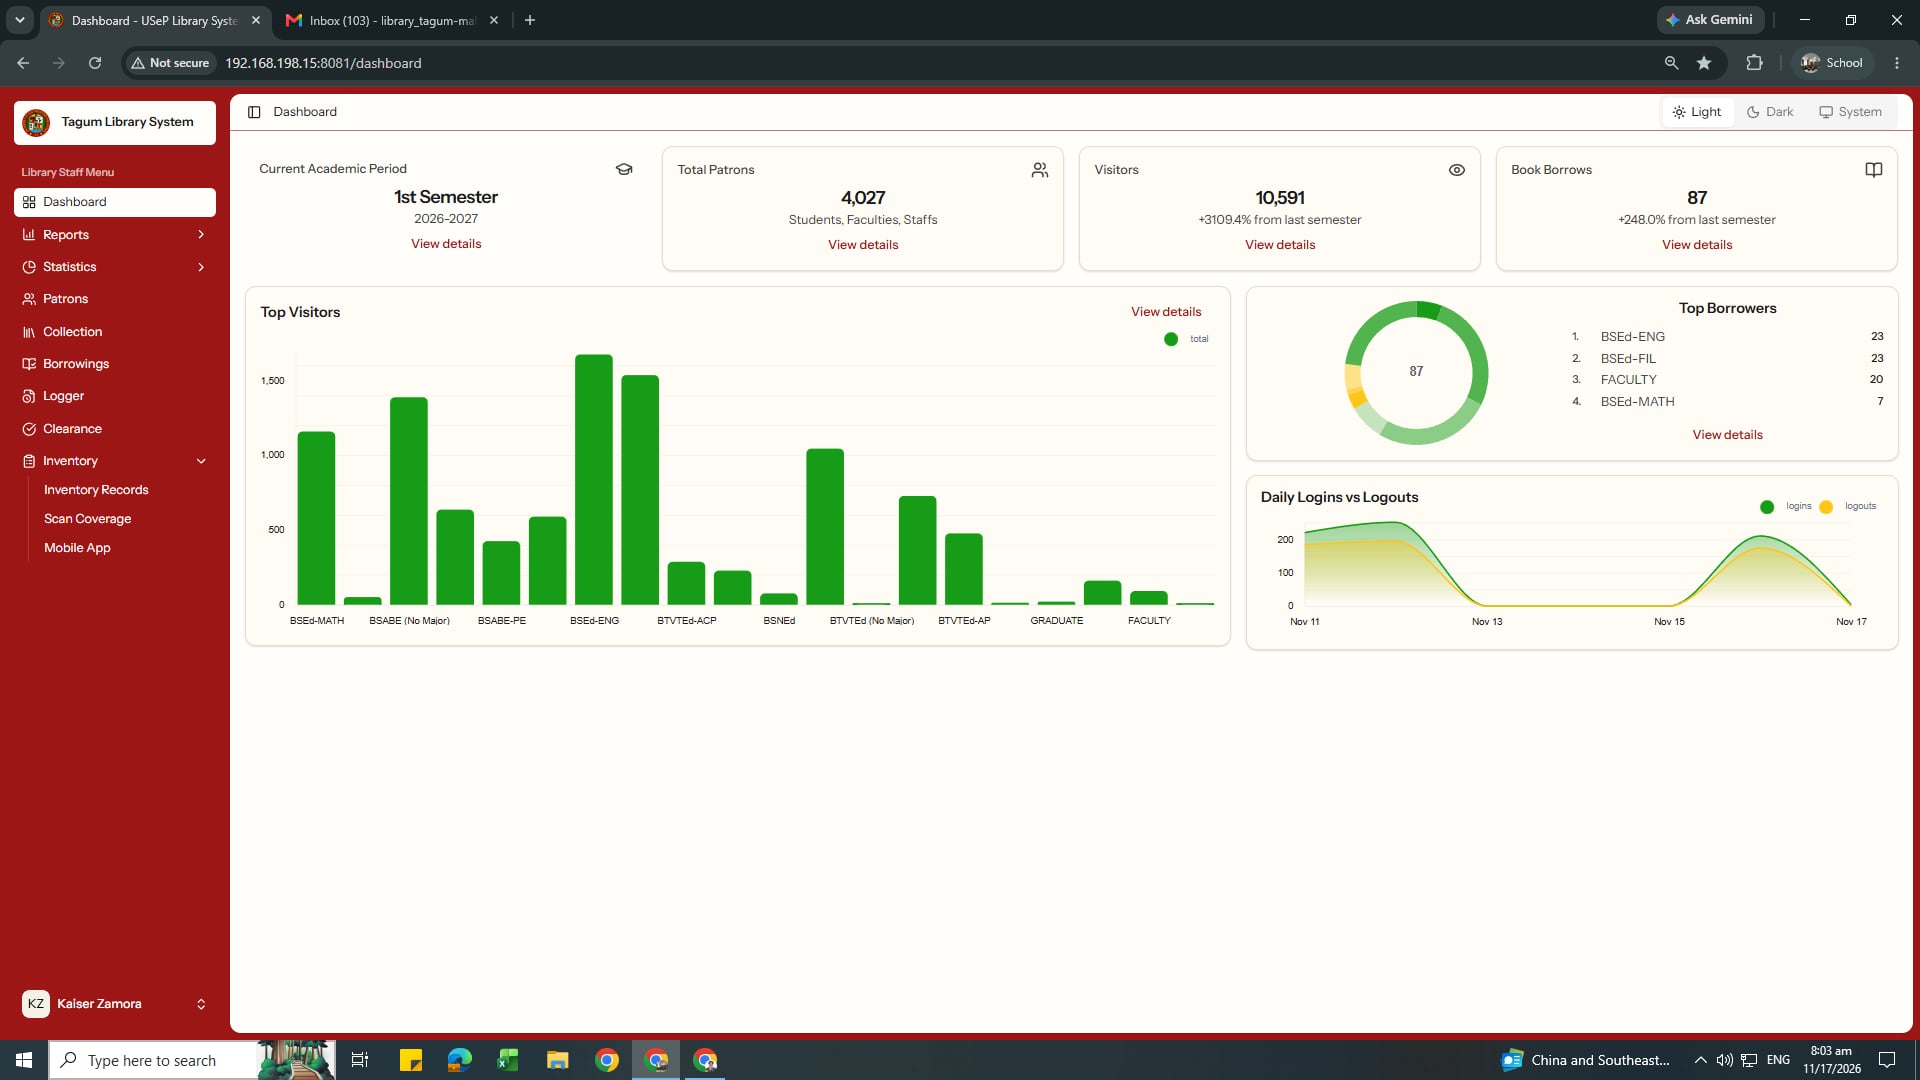 Dashboard - USeP Library Syste
Inbox (103) - library_tagum-ma
Ask Gemini
Not secure
192.168.198.15:8081/dashboard
School
Tagum Library System
Library Staff Menu
Dashboard
Reports
Statistics
Patrons
Collection
Borrowings
Logger
Clearance
Inventory
Inventory Records
Scan Coverage
Mobile App
KZ Kaiser Zamora
Dashboard
Light Dark System
Current Academic Period
1st Semester
2026-2027
View details
Total Patrons
4,027
Students, Faculties, Staffs
View details
Visitors
10,591
+3109.4% from last semester
View details
Book Borrows
87
+248.0% from last semester
View details
Top Visitors
View details
total
1,500
1,000
500
0
BSEd-MATH BSABE (No Major) BSABE-PE BSEd-ENG BTVTEd-ACP BSNEd BTVTEd (No Major) BTVTEd-AP GRADUATE FACULTY
87
Top Borrowers
1. BSEd-ENG 23
2. BSEd-FIL 23
3. FACULTY 20
4. BSEd-MATH 7
View details
Daily Logins vs Logouts
logins logouts
200
100
0
Nov 11 Nov 13 Nov 15 Nov 17
Type here to search
China and Southeast...
ENG
8:03 am
11/17/2026